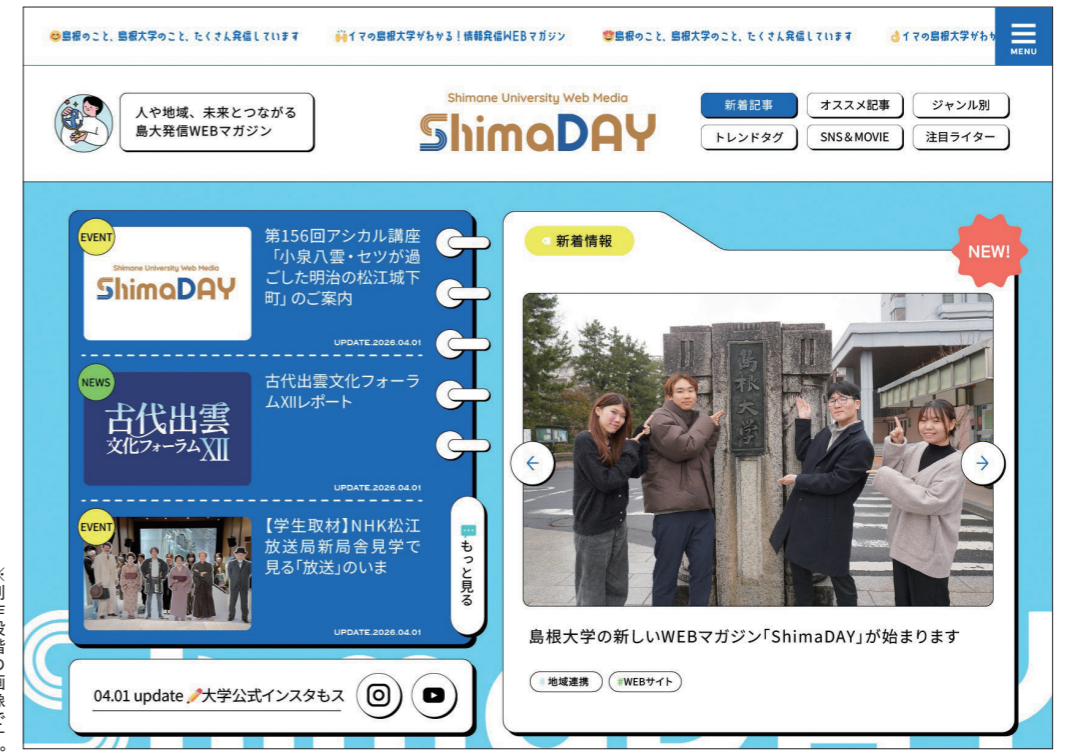 😊島根のこと、島根大学のこと、たくさん発信しています
🙌イマの島根大学がわかる!情報発信WEBマガジン
😍島根のこと、島根大学のこと、たくさん発信しています
👌イマの島根大学がわか
MENU
人や地域、未来とつながる
島大発信WEBマガジン
Shimane University Web Media
ShimaDAY
新着記事
オススメ記事
ジャンル別
トレンドタグ
SNS&MOVIE
注目ライター
EVENT
Shimane University Web Media
ShimaDAY
第156回アシカル講座
「小泉八雲・セツが過
ごした明治の松江城下
町」のご案内
UPDATE.2026.04.01
NEWS
古代出雲
文化フォーラムXII
古代出雲文化フォーラ
ムXIIレポート
UPDATE.2026.04.01
EVENT
【学生取材】NHK松江
放送局新局舎見学で
見る「放送」のいま
UPDATE.2026.04.01
もっと見る
04.01 update 🖍大学公式インスタもス
新着情報
NEW!
島根大学
島根大学の新しいWEBマガジン「ShimaDAY」が始まります
地域連携
#WEBサイト
ShimaDAY